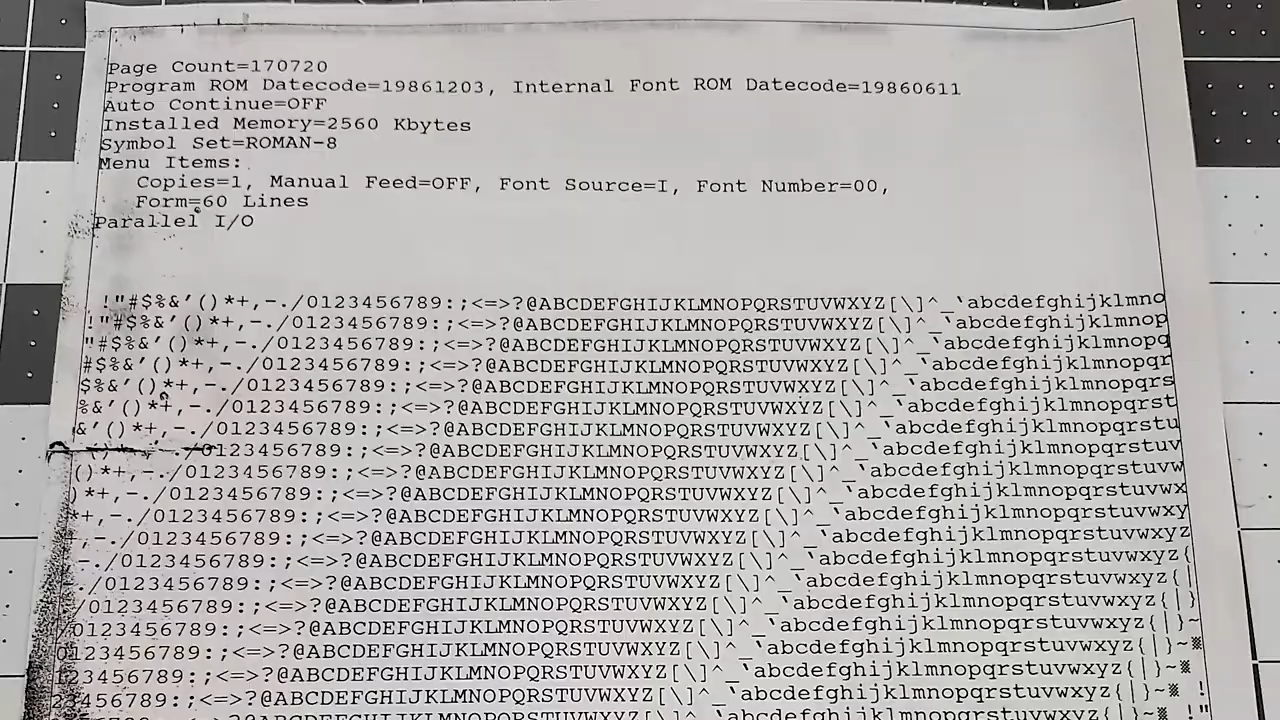 Page Count=170720
Program ROM Datecode=19861203, Internal Font ROM Datecode=19860611
Auto Continue=OFF
Installed Memory=2560 Kbytes
Symbol Set=ROMAN-8
Menu Items:
Copies=1, Manual Feed=OFF, Font Source=I, Font Number=00,
Form=60 Lines
Parallel I/O
!"#$%&'()*+,-./0123456789:;<=>?@ABCDEFGHIJKLMNOPQRSTUVWXYZ[\]^_`abcdefghijklmno
!"#$%&'()*+,-./0123456789:;<=>?@ABCDEFGHIJKLMNOPQRSTUVWXYZ[\]^_`abcdefghijklmnop
"#$%&'()*+,-./0123456789:;<=>?@ABCDEFGHIJKLMNOPQRSTUVWXYZ[\]^_`abcdefghijklmnopq
#$%&'()*+,-./0123456789:;<=>?@ABCDEFGHIJKLMNOPQRSTUVWXYZ[\]^_`abcdefghijklmnopqr
$%&'()*+,-./0123456789:;<=>?@ABCDEFGHIJKLMNOPQRSTUVWXYZ[\]^_`abcdefghijklmnopqrs
%&'()*+,-./0123456789:;<=>?@ABCDEFGHIJKLMNOPQRSTUVWXYZ[\]^_`abcdefghijklmnopqrst
&'()*+,-./0123456789:;<=>?@ABCDEFGHIJKLMNOPQRSTUVWXYZ[\]^_`abcdefghijklmnopqrstu
./0123456789:;<=>?@ABCDEFGHIJKLMNOPQRSTUVWXYZ[\]^_`abcdefghijklmnopqrstuv
()*+,-./0123456789:;<=>?@ABCDEFGHIJKLMNOPQRSTUVWXYZ[\]^_`abcdefghijklmnopqrstuvw
)*+,-./0123456789:;<=>?@ABCDEFGHIJKLMNOPQRSTUVWXYZ[\]^_`abcdefghijklmnopqrstuvwx
*+,-./0123456789:;<=>?@ABCDEFGHIJKLMNOPQRSTUVWXYZ[\]^_`abcdefghijklmnopqrstuvwxy
+,-./0123456789:;<=>?@ABCDEFGHIJKLMNOPQRSTUVWXYZ[\]^_`abcdefghijklmnopqrstuvwxyz
,-./0123456789:;<=>?@ABCDEFGHIJKLMNOPQRSTUVWXYZ[\]^_`abcdefghijklmnopqrstuvwxyz{
-./0123456789:;<=>?@ABCDEFGHIJKLMNOPQRSTUVWXYZ[\]^_`abcdefghijklmnopqrstuvwxyz{|
./0123456789:;<=>?@ABCDEFGHIJKLMNOPQRSTUVWXYZ[\]^_`abcdefghijklmnopqrstuvwxyz{|}
/0123456789:;<=>?@ABCDEFGHIJKLMNOPQRSTUVWXYZ[\]^_`abcdefghijklmnopqrstuvwxyz{|}~
0123456789:;<=>?@ABCDEFGHIJKLMNOPQRSTUVWXYZ[\]^_`abcdefghijklmnopqrstuvwxyz{|}~▒
123456789:;<=>?@ABCDEFGHIJKLMNOPQRSTUVWXYZ[\]^_`abcdefghijklmnopqrstuvwxyz{|}~▒
23456789:;<=>?@ABCDEFGHIJKLMNOPQRSTUVWXYZ[\]^_`abcdefghijklmnopqrstuvwxyz{|}~▒ !
3456789:;<=>?@ABCDEFGHIJKLMNOPQRSTUVWXYZ[\]^_`abcdefghijklmnopqrstuvwxyz{|}~▒ !"